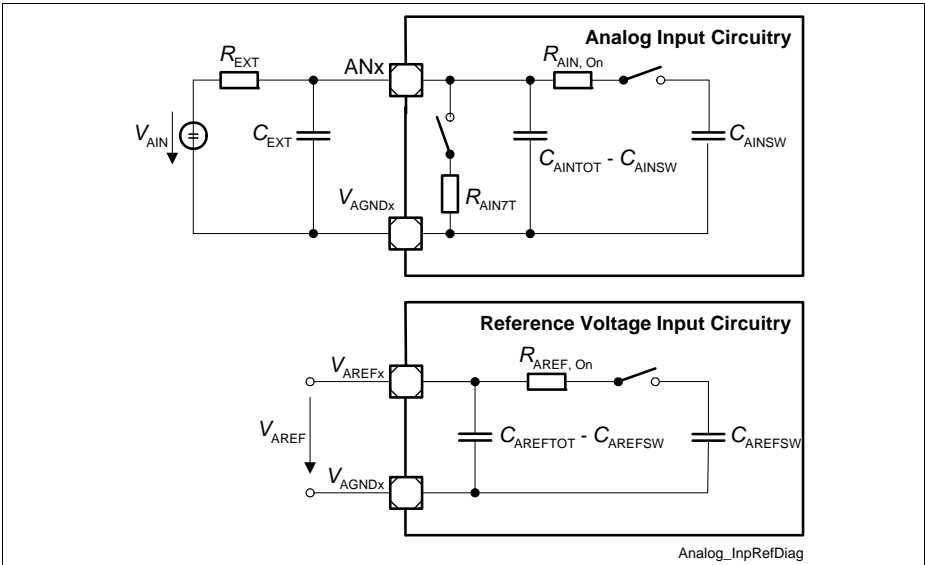 Analog Input Circuitry
R_EXT
ANx
R_AIN, On
V_AIN
C_EXT
C_AINTOT - C_AINSW
C_AINSW
R_AIN7T
V_AGNDx
Reference Voltage Input Circuitry
R_AREF, On
V_AREFx
V_AREF
C_AREFTOT - C_AREFSW
C_AREFSW
V_AGNDx
Analog_InpRefDiag